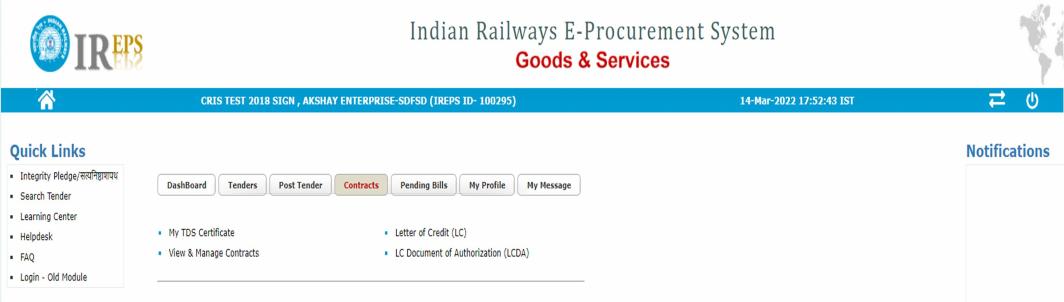 IREPS
Indian Railways E-Procurement System
Goods & Services
CRIS TEST 2018 SIGN , AKSHAY ENTERPRISE-SDFSD (IREPS ID- 100295) 14-Mar-2022 17:52:43 IST
Quick Links
Integrity Pledge/सत्यनिष्ठाशपथ
Search Tender
Learning Center
Helpdesk
FAQ
Login - Old Module
DashBoard Tenders Post Tender Contracts Pending Bills My Profile My Message
My TDS Certificate Letter of Credit (LC)
View & Manage Contracts LC Document of Authorization (LCDA)
Notifications